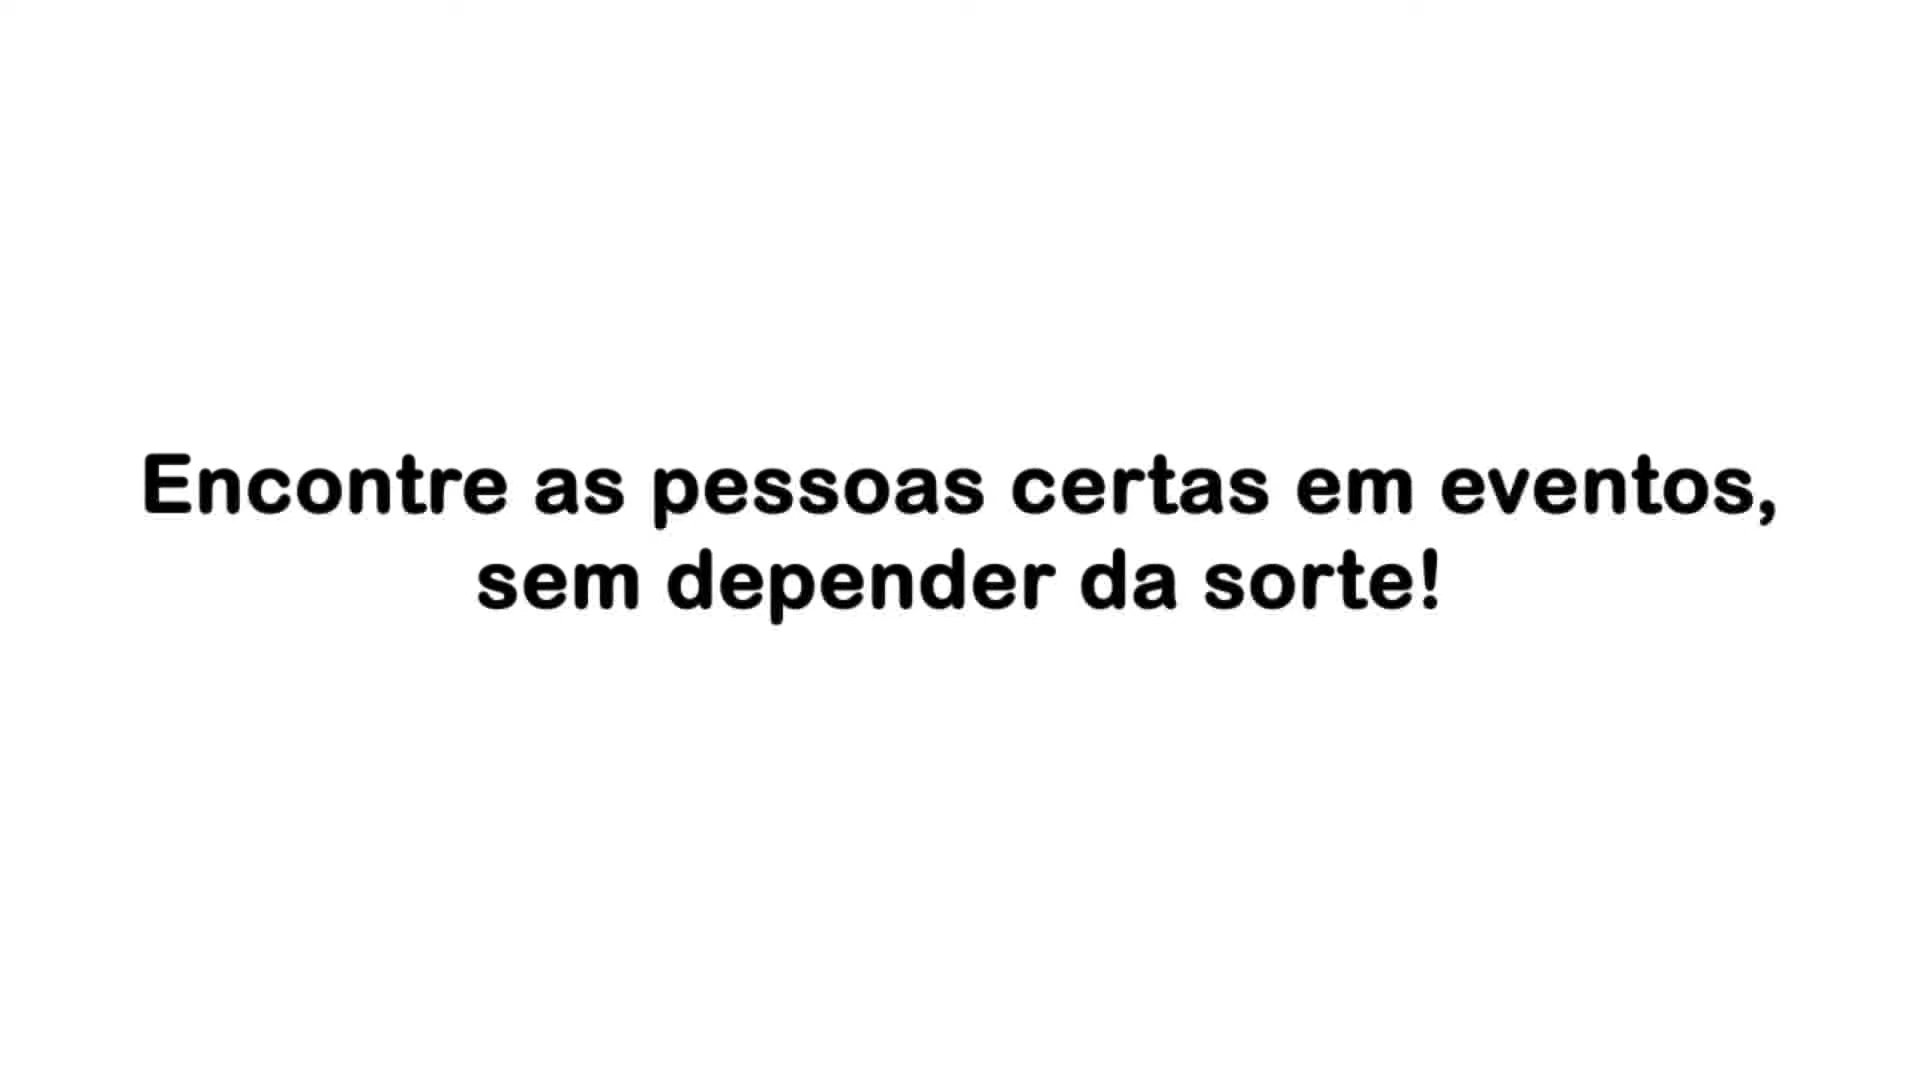 Encontre as pessoas certas em eventos,
sem depender da sorte!